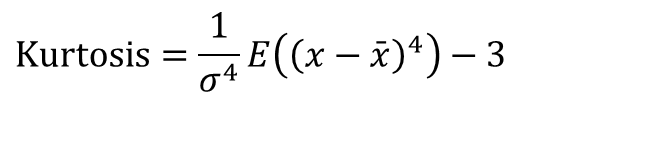 Kurtosis = 1/σ⁴ E((x − x̄)⁴) − 3